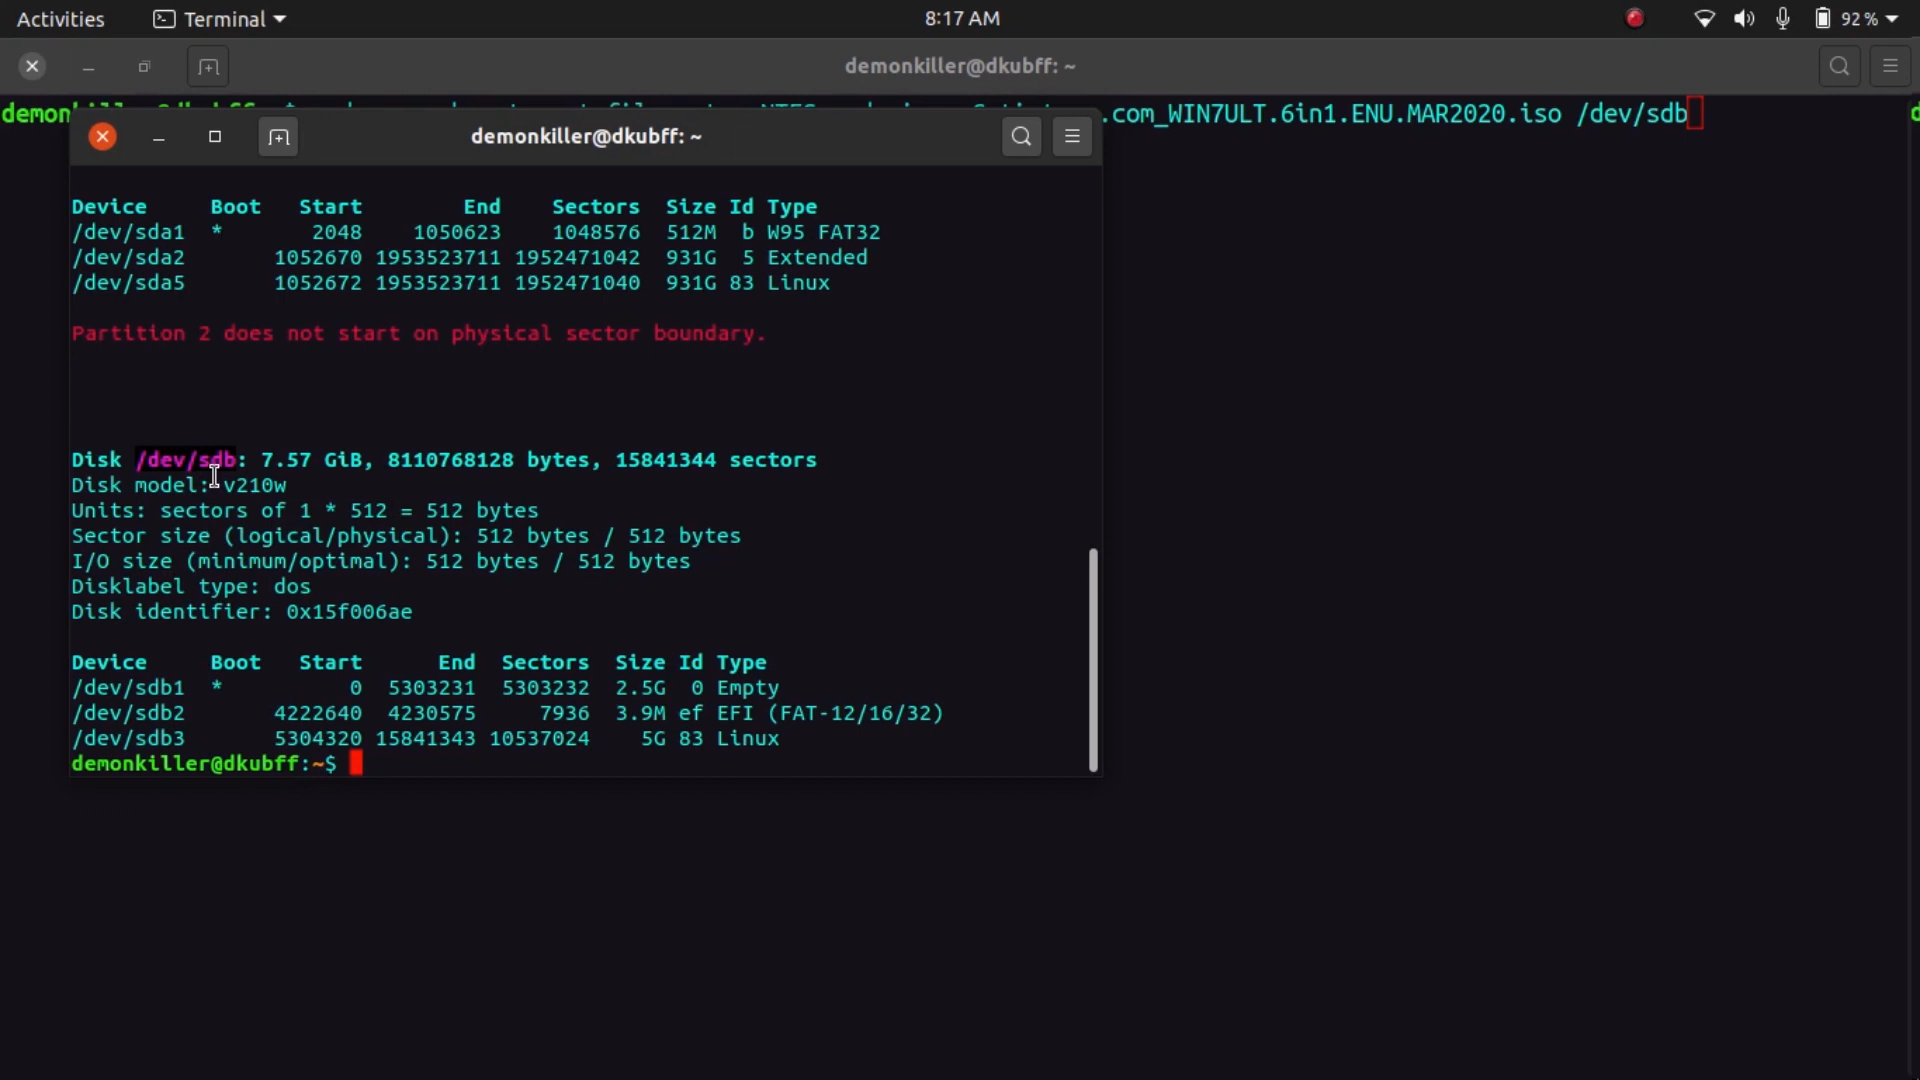 Activities Terminal 8:17 AM 92 %
demonkiller@dkubff: ~
.com_WIN7ULT.6in1.ENU.MAR2020.iso /dev/sdb
demonkiller@dkubff: ~
Device Boot Start End Sectors Size Id Type
/dev/sda1 * 2048 1050623 1048576 512M b W95 FAT32
/dev/sda2 1052670 1953523711 1952471042 931G 5 Extended
/dev/sda5 1052672 1953523711 1952471040 931G 83 Linux
Partition 2 does not start on physical sector boundary.
Disk /dev/sdb: 7.57 GiB, 8110768128 bytes, 15841344 sectors
Disk model: v210w
Units: sectors of 1 * 512 = 512 bytes
Sector size (logical/physical): 512 bytes / 512 bytes
I/O size (minimum/optimal): 512 bytes / 512 bytes
Disklabel type: dos
Disk identifier: 0x15f006ae
Device Boot Start End Sectors Size Id Type
/dev/sdb1 * 0 5303231 5303232 2.5G 0 Empty
/dev/sdb2 4222640 4230575 7936 3.9M ef EFI (FAT-12/16/32)
/dev/sdb3 5304320 15841343 10537024 5G 83 Linux
demonkiller@dkubff:~$